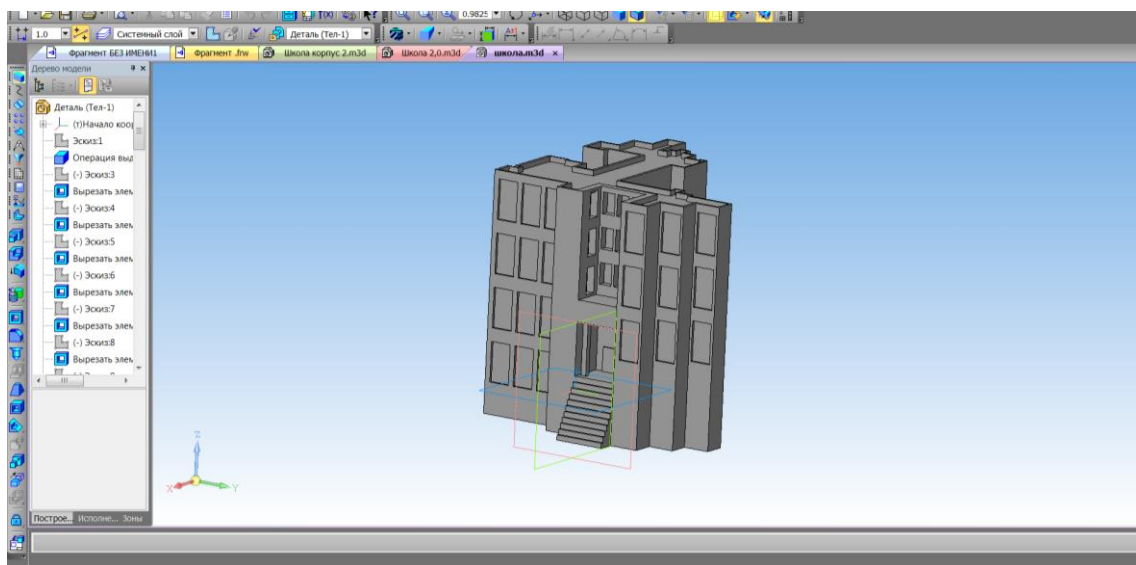 0.9825
1.0 Системный слой Деталь (Тел-1)
Фрагмент БЕЗ ИМЕНИ1 Фрагмент .frw Школа корпус 2.m3d Школа 2,0.m3d школа.m3d
Дерево модели
Деталь (Тел-1)
(т)Начало коор
Эскиз:1
Операция выд
(-) Эскиз:3
Вырезать элем
(-) Эскиз:4
Вырезать элем
(-) Эскиз:5
Вырезать элем
(-) Эскиз:6
Вырезать элем
(-) Эскиз:7
Вырезать элем
(-) Эскиз:8
Вырезать элем
Z
X Y
Построе... Исполне... Зоны